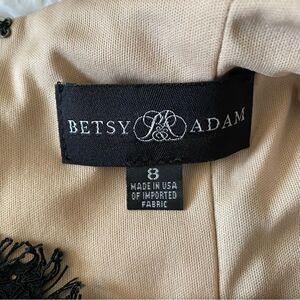 BETSY ADAM
8
MADE IN USA
OF IMPORTED
FABRIC